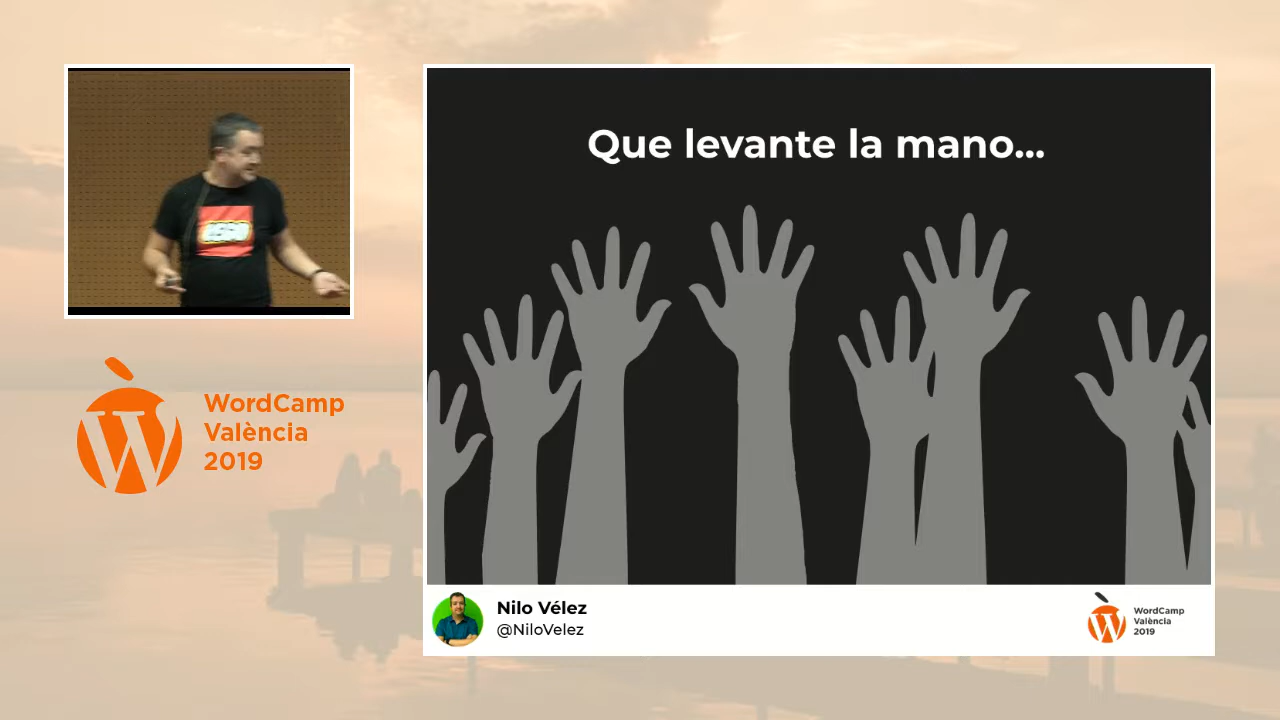 Que levante la mano...
WordCamp
València
2019
Nilo Vélez
@NiloVelez
WordCamp
València
2019